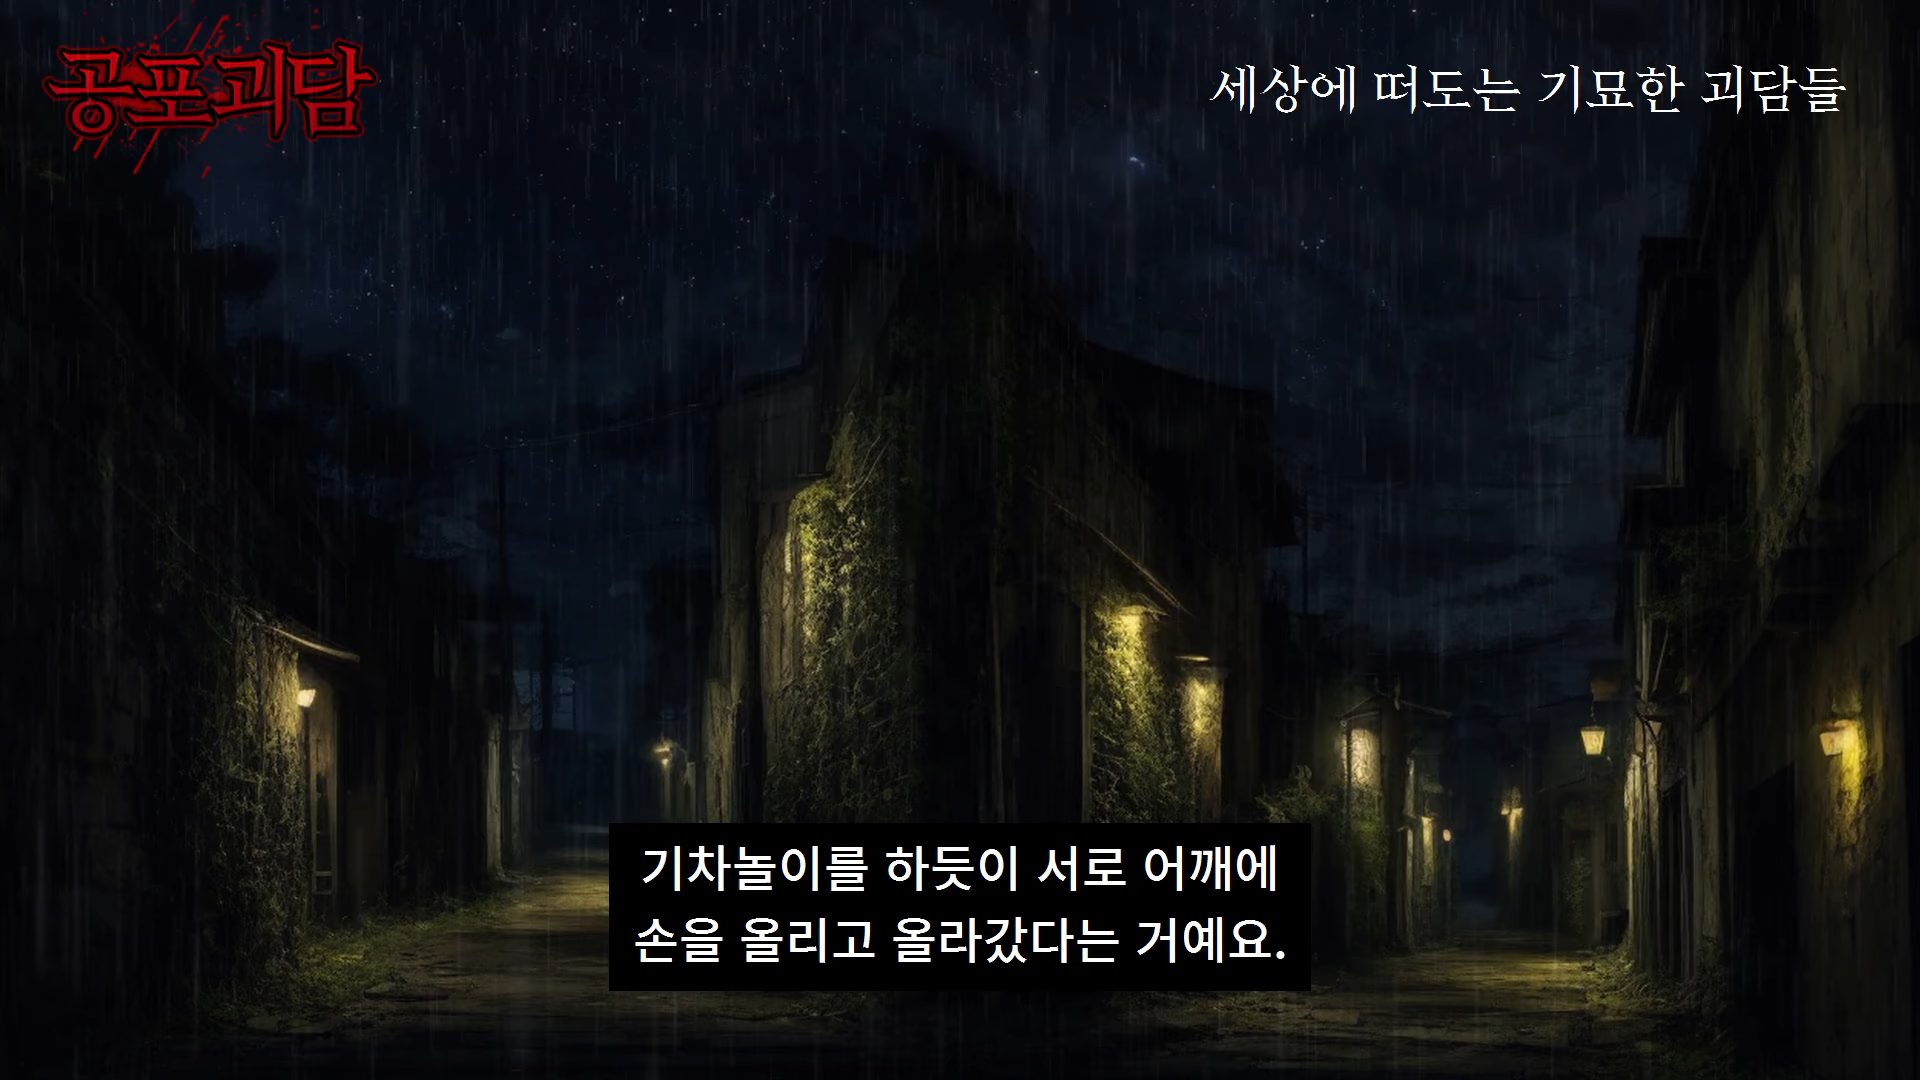 공포괴담
세상에 떠도는 기묘한 괴담들
기차놀이를 하듯이 서로 어깨에
손을 올리고 올라갔다는 거예요.